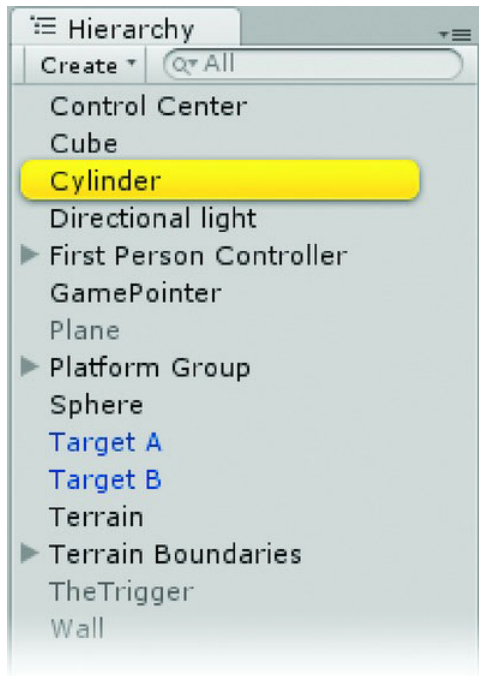 Hierarchy
Create All
Control Center
Cube
Cylinder
Directional light
First Person Controller
GamePointer
Plane
Platform Group
Sphere
Target A
Target B
Terrain
Terrain Boundaries
TheTrigger
Wall